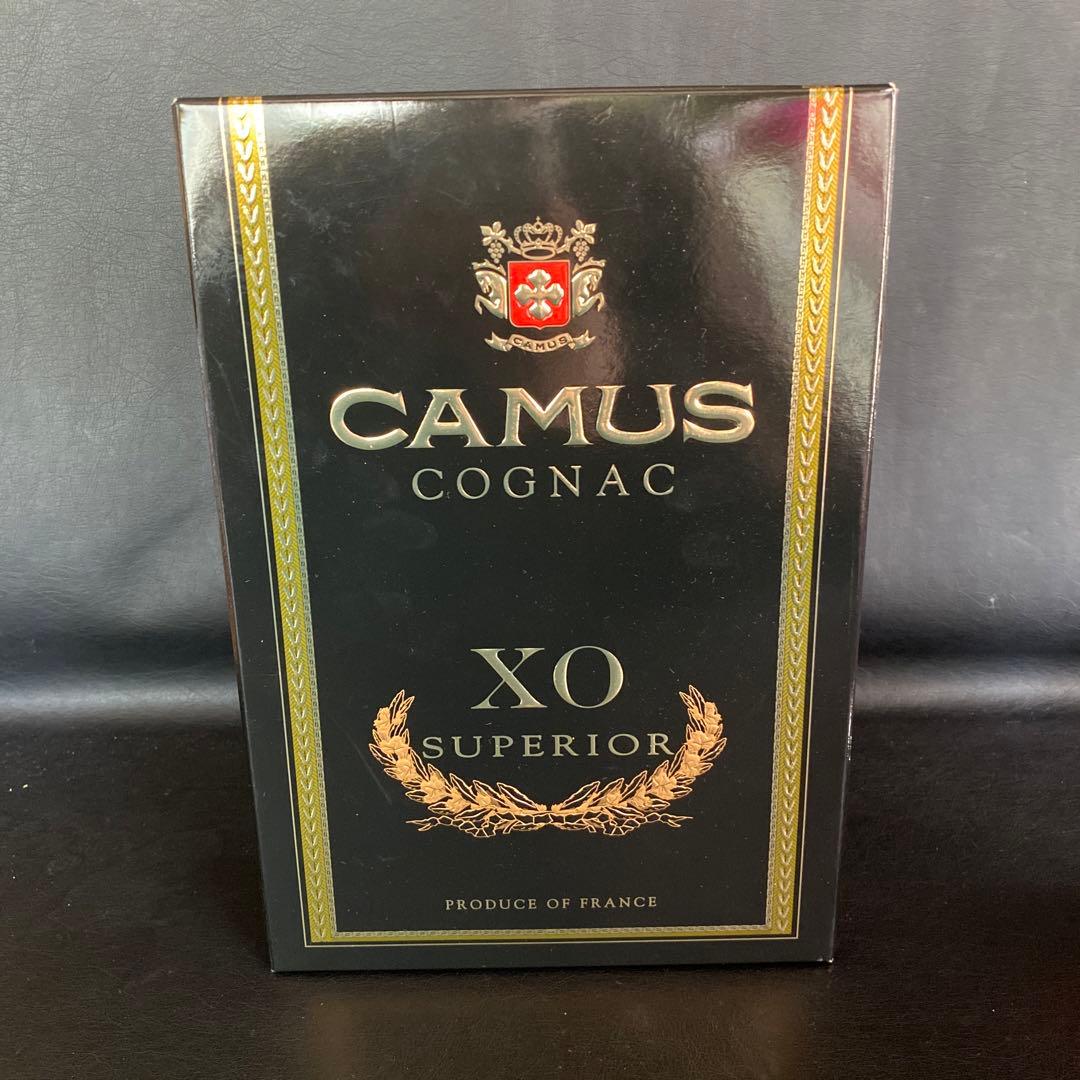 CAMUS
CAMUS
COGNAC
XO
SUPERIOR
PRODUCE OF FRANCE